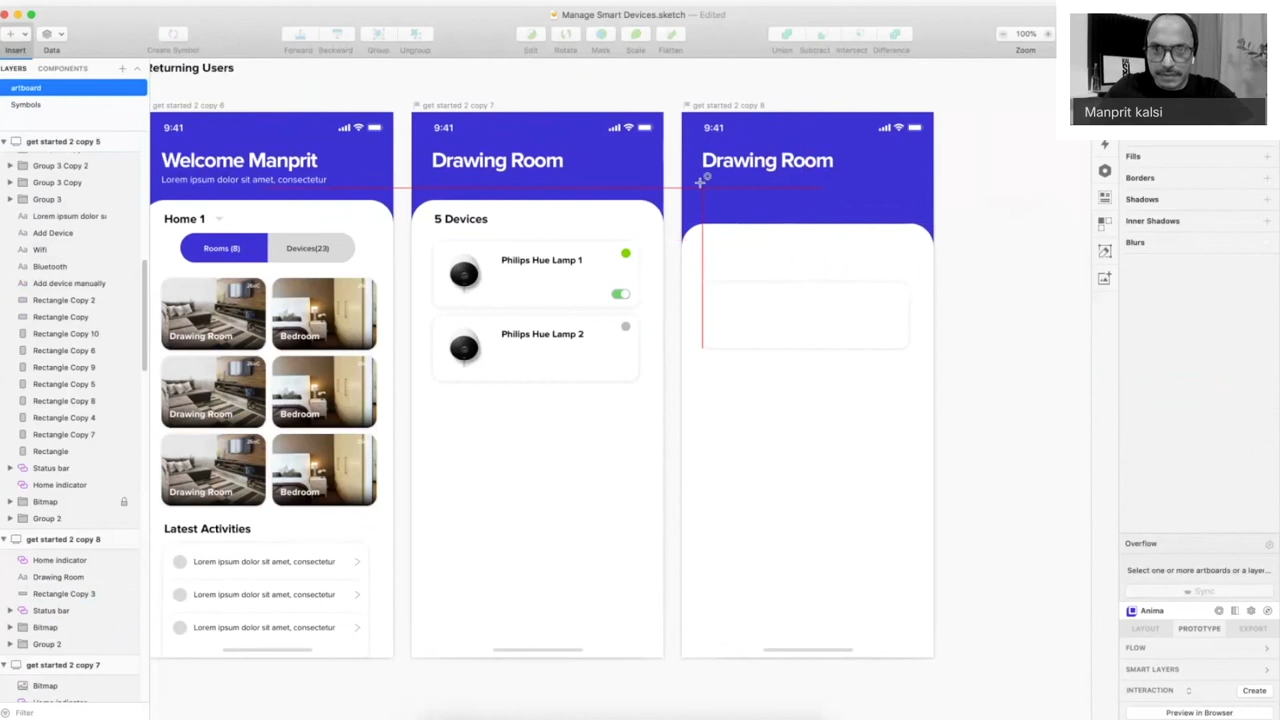 Manage Smart Devices.sketch — Edited
Insert
Data
Create Symbol
Forward
Backward
Group
Ungroup
Edit
Rotate
Mask
Scale
Flatten
Union
Subtract
Intersect
Difference
100%
Zoom
Manprit kalsi
LAYERS
COMPONENTS
artboard
Symbols
get started 2 copy 5
Group 3 Copy 2
Group 3 Copy
Group 3
Lorem ipsum dolor s
Add Device
Wifi
Bluetooth
Add device manually
Rectangle Copy 2
Rectangle Copy
Rectangle Copy 10
Rectangle Copy 6
Rectangle Copy 9
Rectangle Copy 5
Rectangle Copy 8
Rectangle Copy 4
Rectangle Copy 7
Rectangle
Status bar
Home indicator
Bitmap
Group 2
get started 2 copy 8
Home indicator
Aa Drawing Room
Rectangle Copy 3
Status bar
Bitmap
Group 2
get started 2 copy 7
Bitmap
Filter
Returning Users
get started 2 copy 6
9:41
Welcome Manprit
Lorem ipsum dolor sit amet, consectetur
Home 1
Rooms (8)
Devices(23)
Drawing Room
Bedroom
Drawing Room
Bedroom
Drawing Room
Bedroom
Latest Activities
Lorem ipsum dolor sit amet, consectetur
Lorem ipsum dolor sit amet, consectetur
Lorem ipsum dolor sit amet, consectetur
get started 2 copy 7
9:41
Drawing Room
5 Devices
Philips Hue Lamp 1
Philips Hue Lamp 2
get started 2 copy 8
9:41
Drawing Room
Fills
Borders
Shadows
Inner Shadows
Blurs
Overflow
Select one or more artboards or a laye...
Sync
Anima
LAYOUT
PROTOTYPE
EXPORT
FLOW
SMART LAYERS
INTERACTION
Create
Preview in Browser